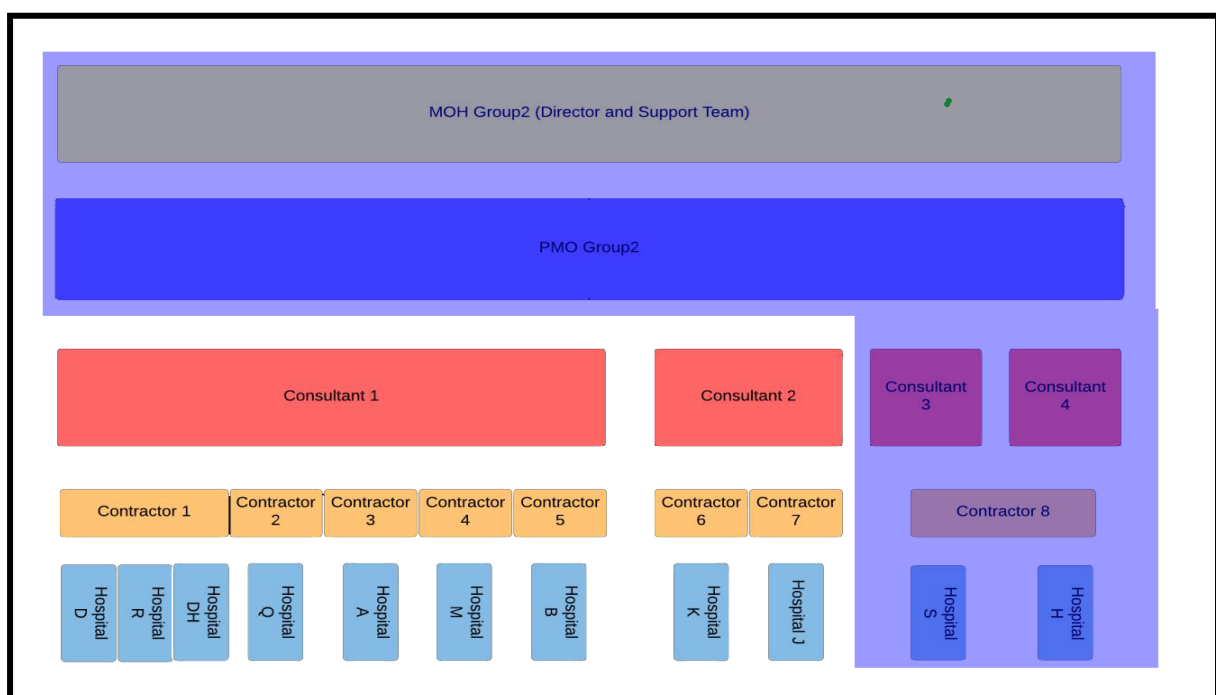 MOH Group2 (Director and Support Team)
PMO Group2
Consultant 1
Consultant 2
Consultant
3
Consultant
4
Contractor 1
Contractor
2
Contractor
3
Contractor
4
Contractor
5
Contractor
6
Contractor
7
Contractor 8
Hospital
D
Hospital
R
Hospital
DH
Hospital
Q
Hospital
A
Hospital
M
Hospital
B
Hospital
K
Hospital J
Hospital
S
Hospital
H